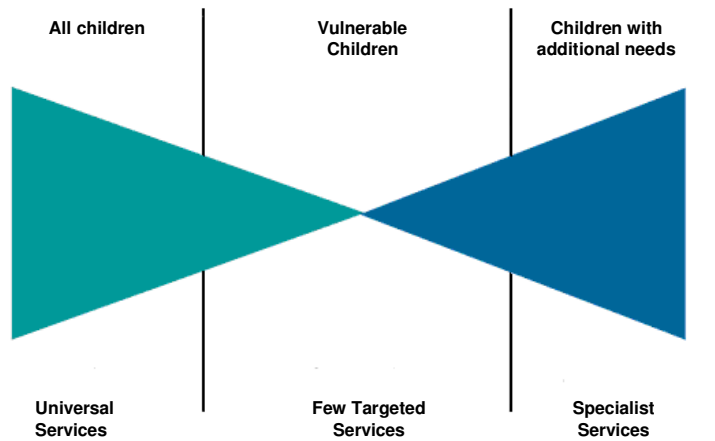 All children
Vulnerable
Children
Children with
additional needs
Universal
Services
Few Targeted
Services
Specialist
Services